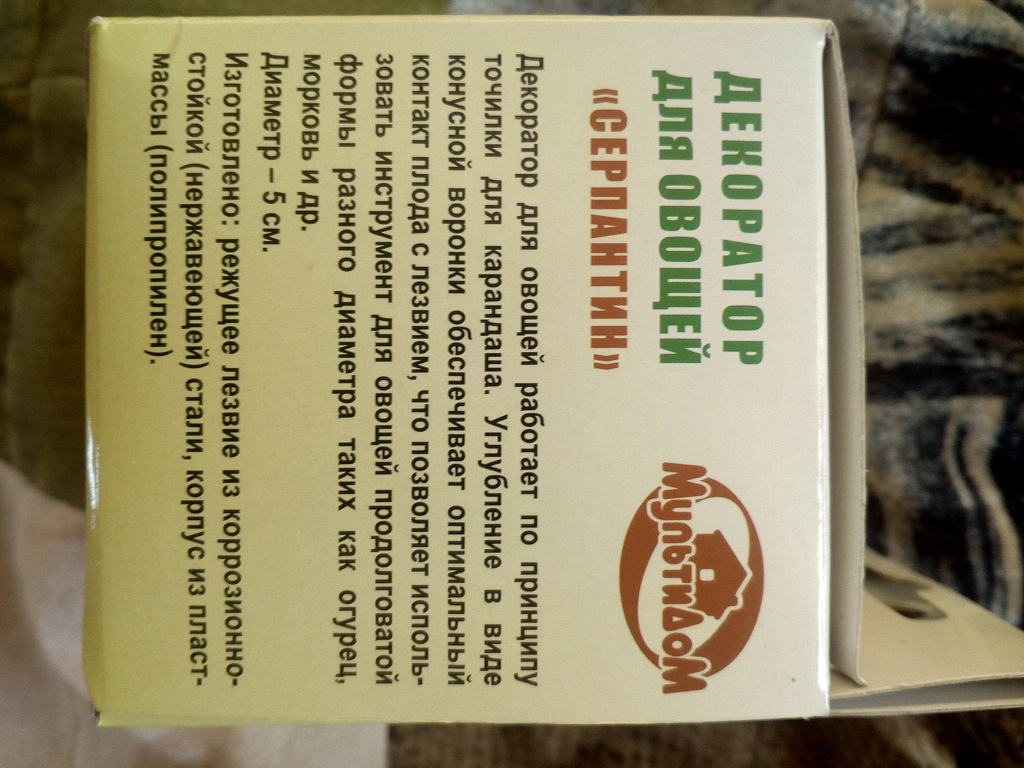 ДЕКОРАТОР
ДЛЯ ОВОЩЕЙ
«СЕРПАНТИН»
МУЛЬТИДОМ
Декоратор для овощей работает по принципу
точилки для карандаша. Углубление в виде
конусной воронки обеспечивает оптимальный
контакт плода с лезвием, что позволяет исполь-
зовать инструмент для овощей продолговатой
формы разного диаметра таких как огурец,
морковь и др.
Диаметр – 5 см.
Изготовлено: режущее лезвие из коррозионно-
стойкой (нержавеющей) стали, корпус из пласт-
массы (полипропилен).